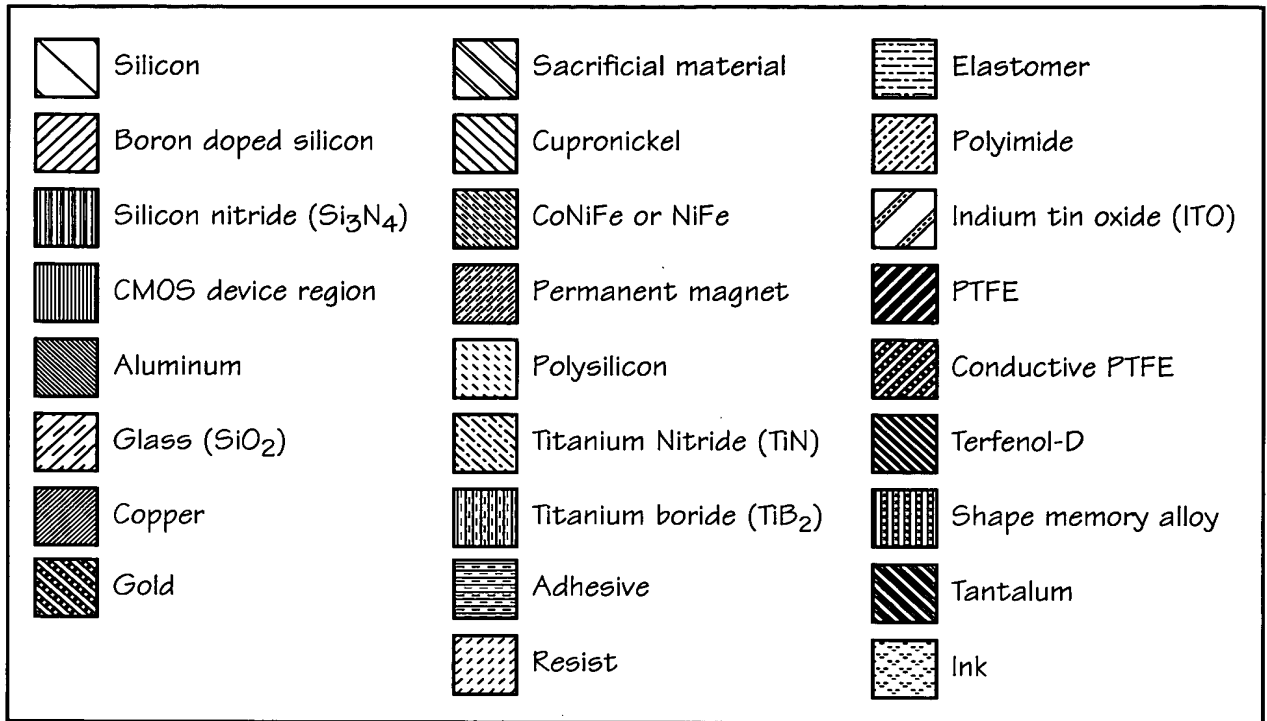 Silicon
Boron doped silicon
Silicon nitride (Si₃N₄)
CMOS device region
Aluminum
Glass (SiO₂)
Copper
Gold
Sacrificial material
Cupronickel
CoNiFe or NiFe
Permanent magnet
Polysilicon
Titanium Nitride (TiN)
Titanium boride (TiB₂)
Adhesive
Resist
Elastomer
Polyimide
Indium tin oxide (ITO)
PTFE
Conductive PTFE
Terfenol-D
Shape memory alloy
Tantalum
Ink